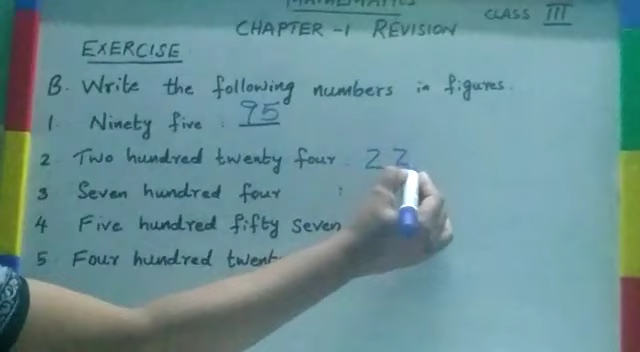 MATHEMATICS
CLASS III
CHAPTER -1 REVISION
EXERCISE
B. Write the following numbers in figures.
1. Ninety five : 95
2 Two hundred twenty four : 22
3 Seven hundred four :
4 Five hundred fifty seven
5 Four hundred